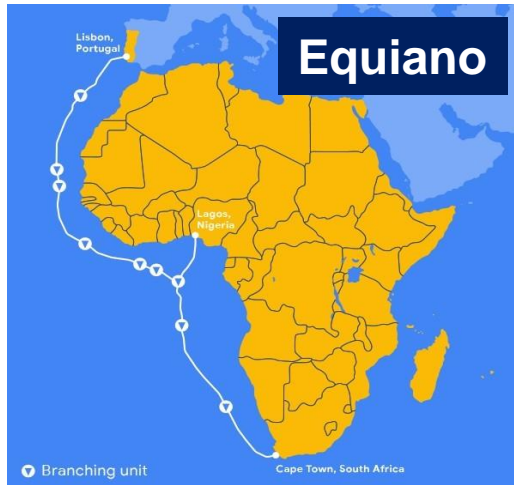 Equiano
Lisbon,
Portugal
Lagos,
Nigeria
Branching unit
Cape Town, South Africa